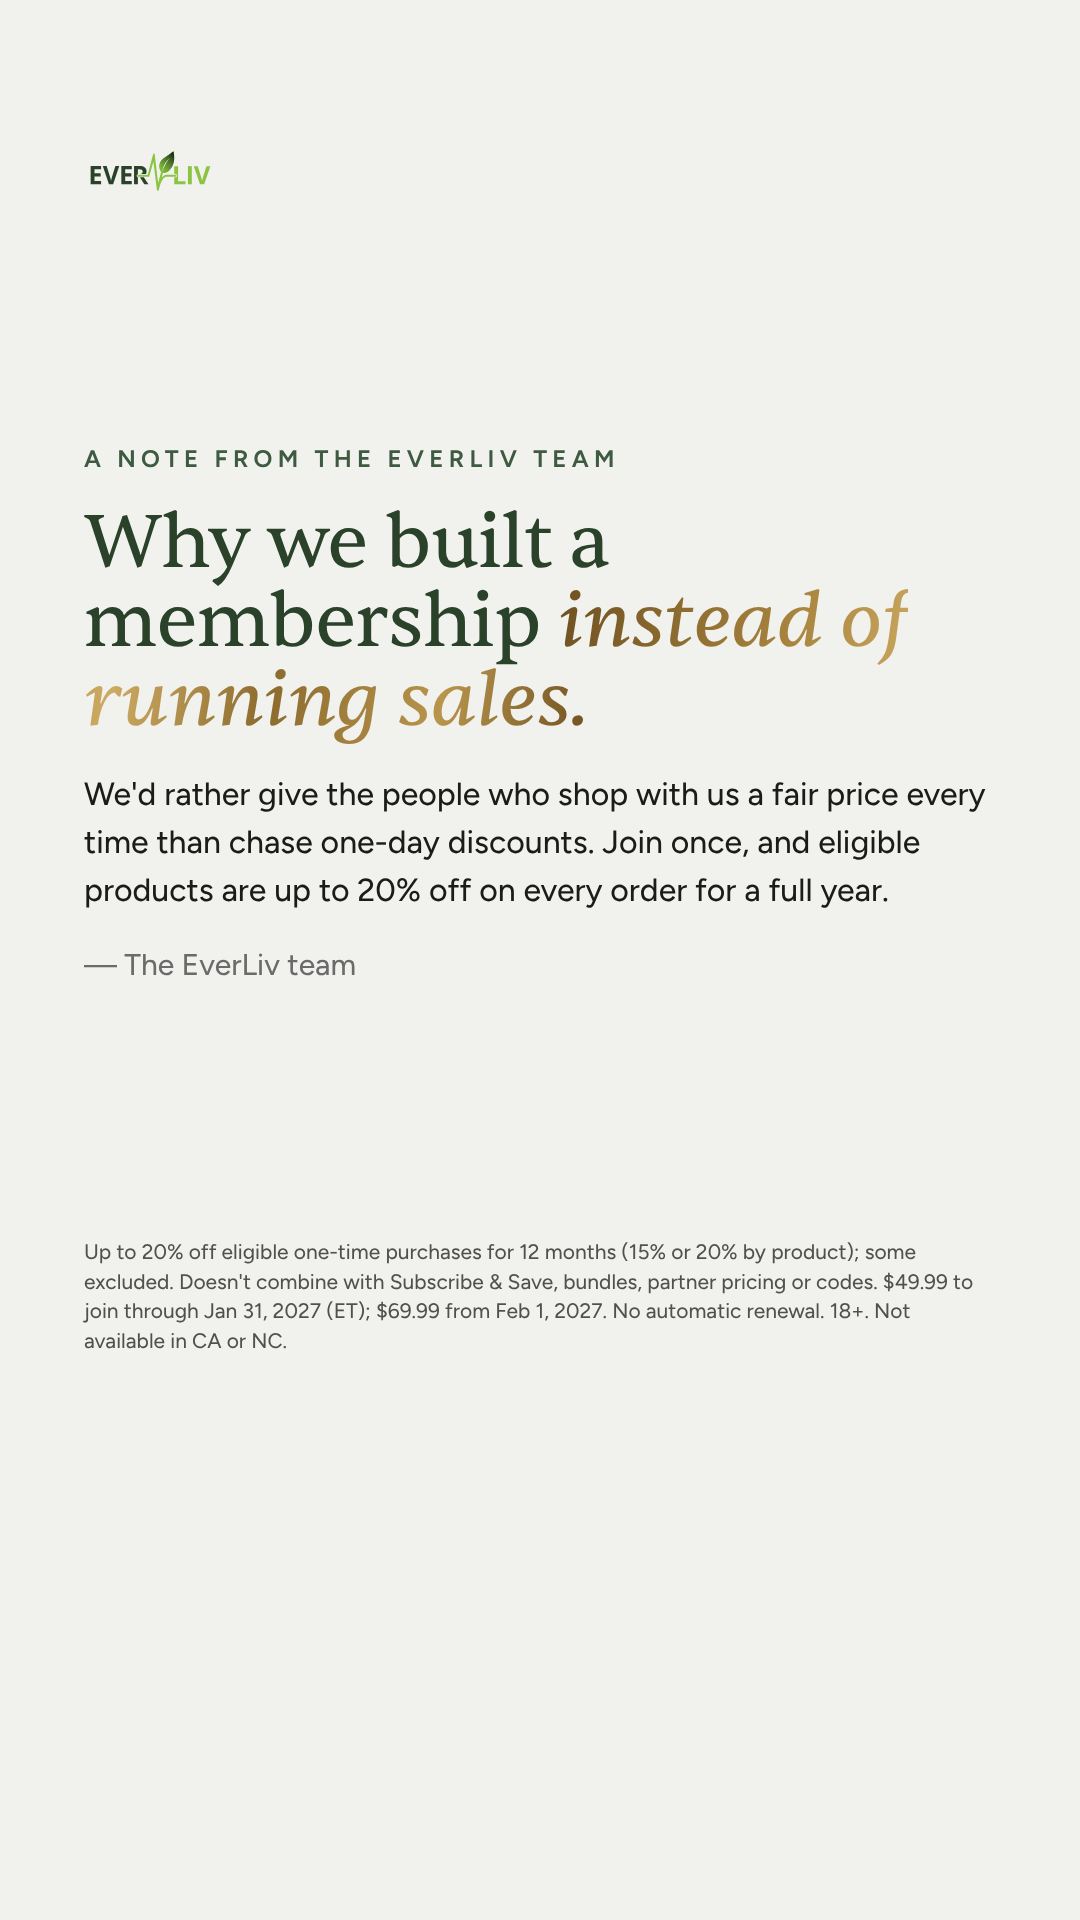 EVER LIV
A NOTE FROM THE EVERLIV TEAM
Why we built a
membership instead of
running sales.
We'd rather give the people who shop with us a fair price every
time than chase one-day discounts. Join once, and eligible
products are up to 20% off on every order for a full year.
— The EverLiv team
Up to 20% off eligible one-time purchases for 12 months (15% or 20% by product); some
excluded. Doesn't combine with Subscribe & Save, bundles, partner pricing or codes. $49.99 to
join through Jan 31, 2027 (ET); $69.99 from Feb 1, 2027. No automatic renewal. 18+. Not
available in CA or NC.